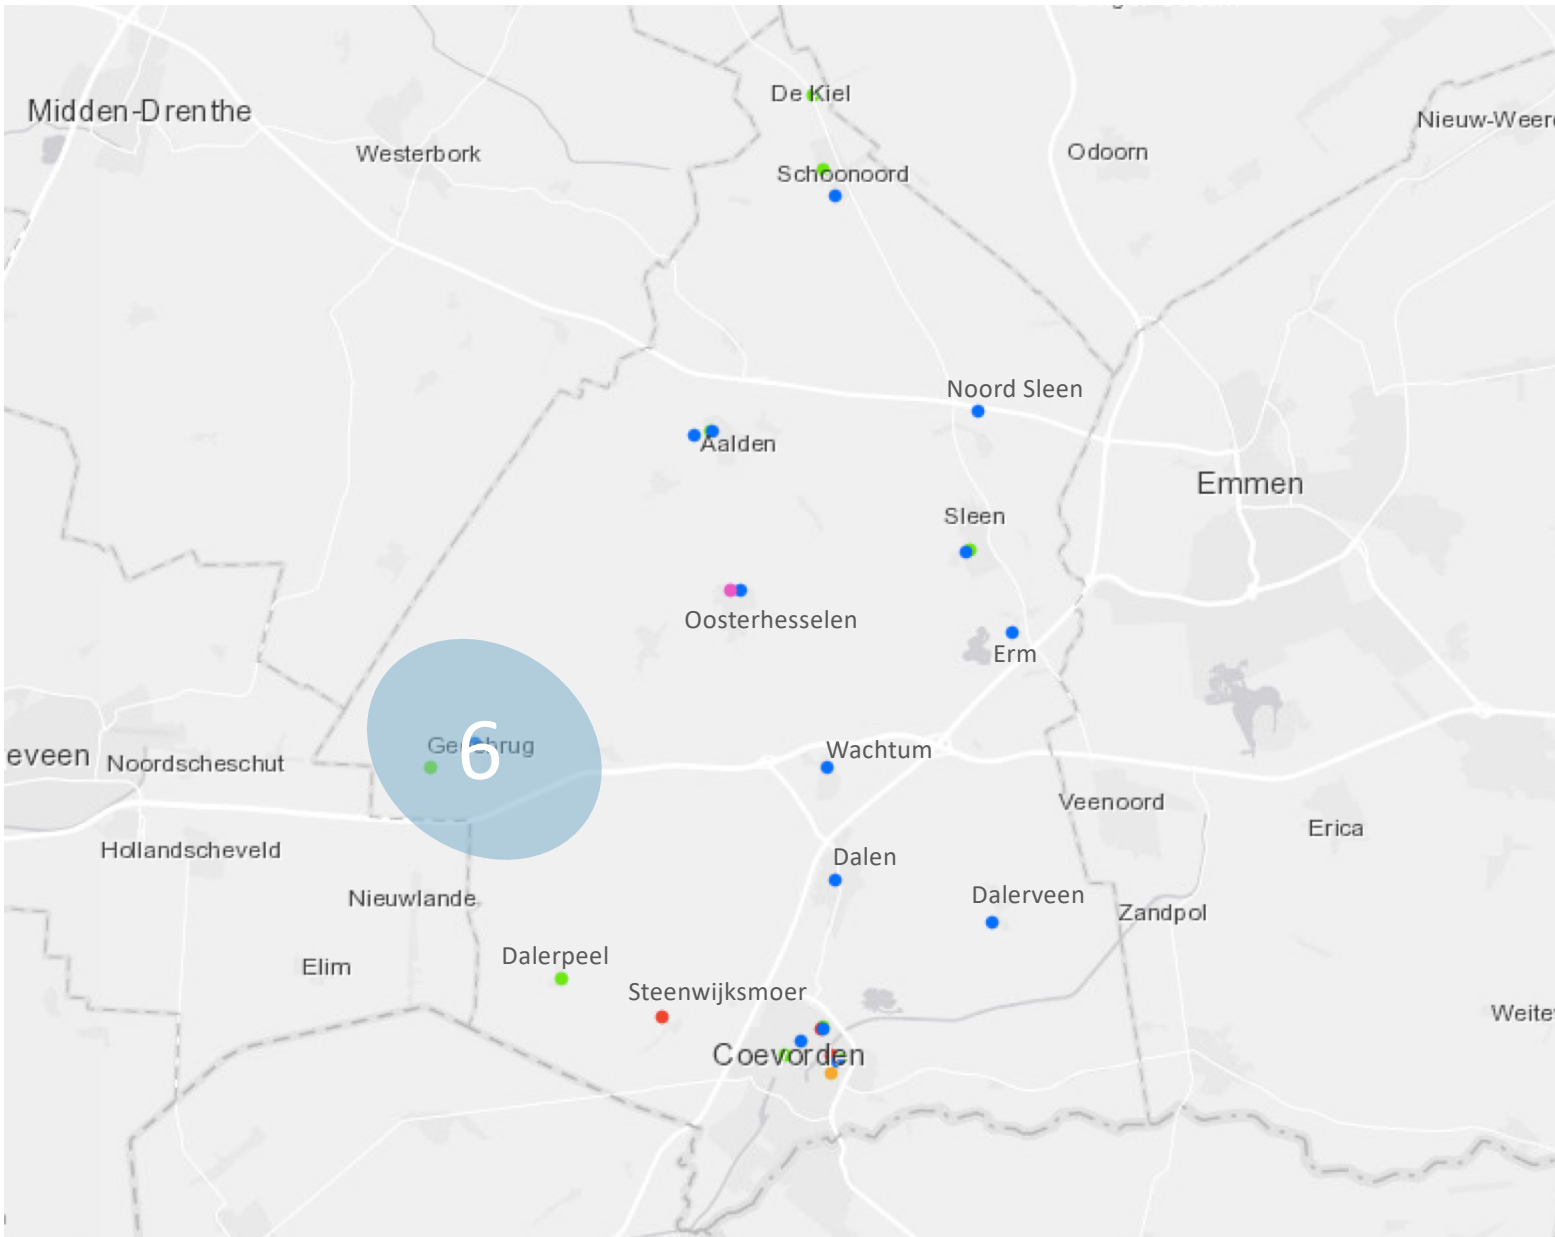 De Kiel
Midden-Drenthe
Nieuw-Weer
Westerbork
Odoorn
Schoonoord
Noord Sleen
Aalden
Emmen
Sleen
Oosterhesselen
Erm
6
Wachtum
eveen
Noordscheschut
Veenoord
Erica
Hollandscheveld
Dalen
Nieuwlande
Dalerveen
Zandpol
Dalerpeel
Elim
Steenwijksmoer
Weite
Coevorden